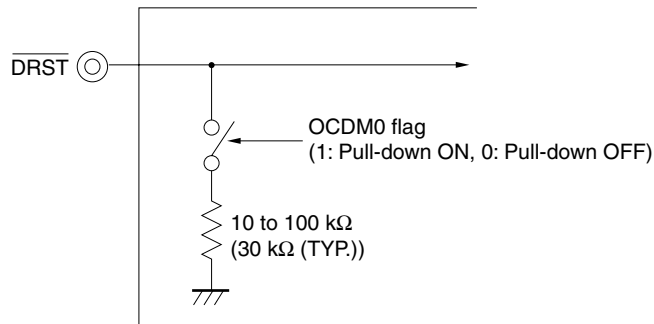 DRST
OCDM0 flag
(1: Pull-down ON, 0: Pull-down OFF)
10 to 100 kΩ
(30 kΩ (TYP.))